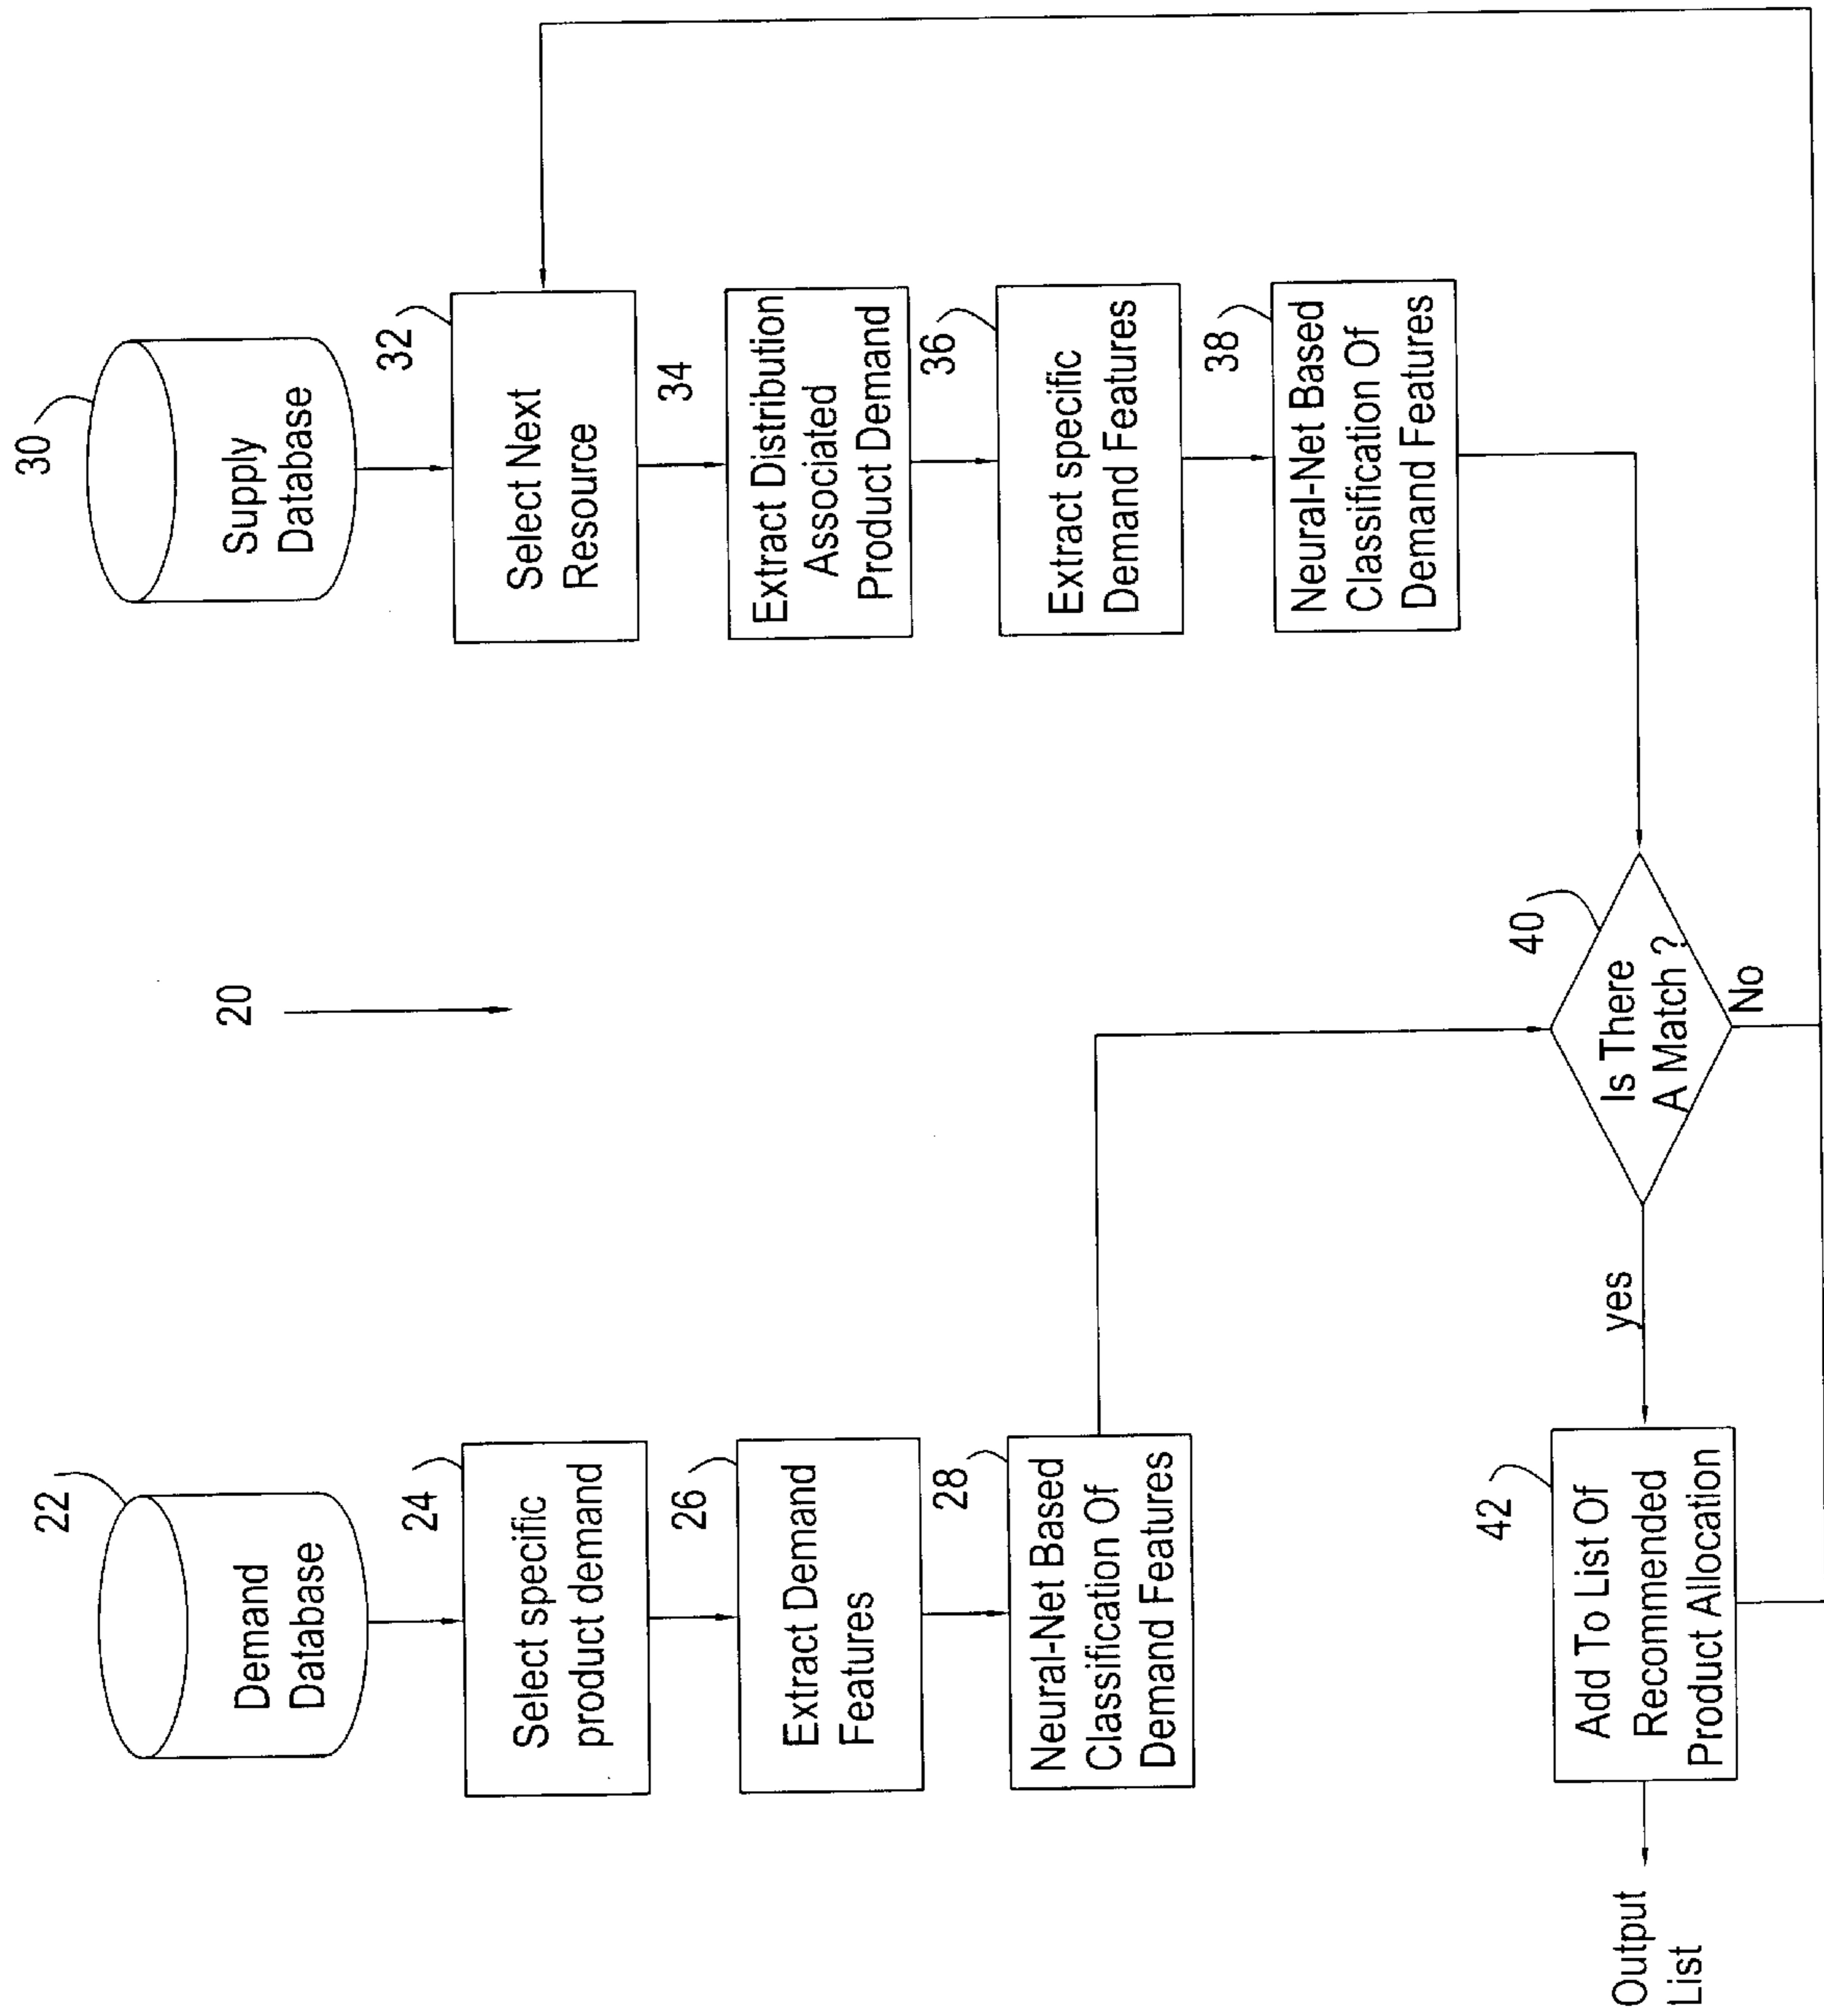 20
22
Demand
Database
24
Select specific
product demand
26
Extract Demand
Features
28
Neural-Net Based
Classification Of
Demand Features
30
Supply
Database
32
Select Next
Resource
34
Extract Distribution
Associated
Product Demand
36
Extract specific
Demand Features
38
Neural-Net Based
Classification Of
Demand Features
40
Is There
A Match ?
No
yes
42
Add To List Of
Recommended
Product Allocation
Output
List